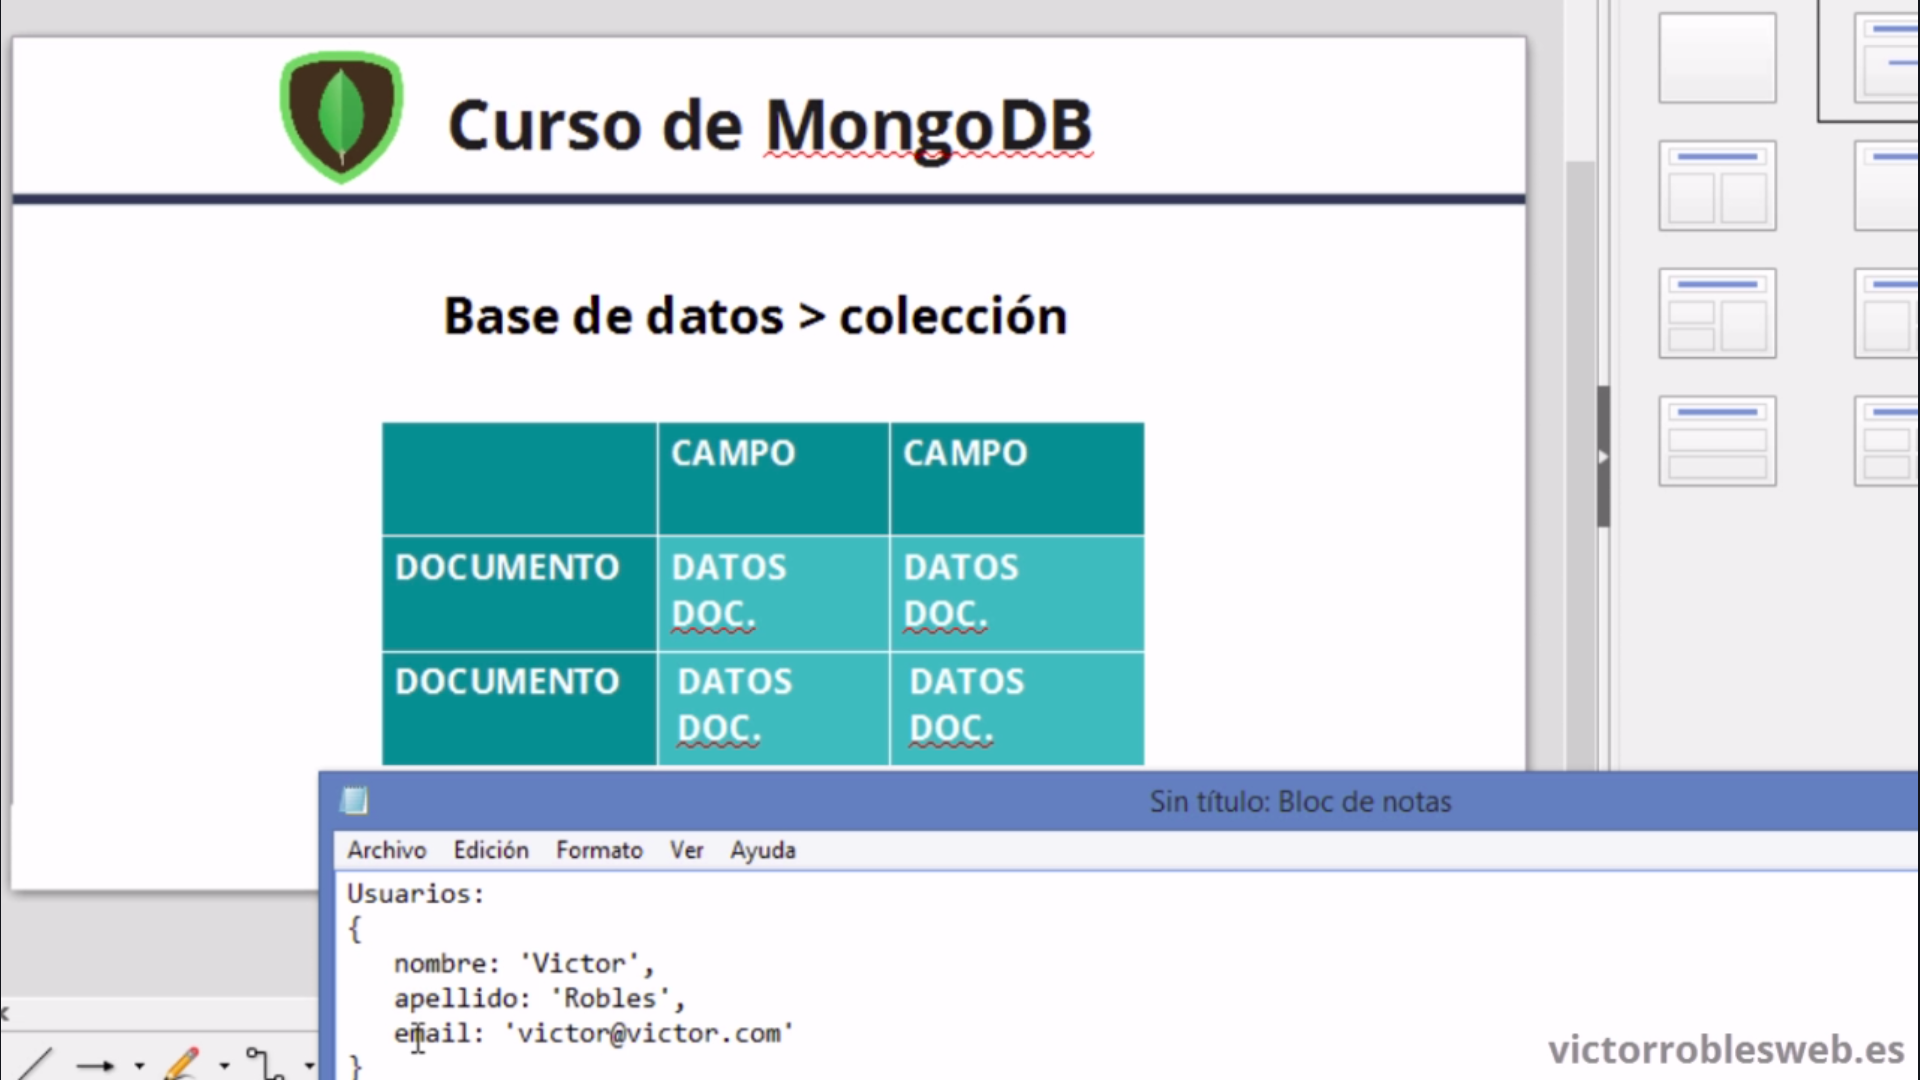 Curso de MongoDB
Base de datos > colección
CAMPO CAMPO
DOCUMENTO DATOS DOC. DATOS DOC.
DOCUMENTO DATOS DOC. DATOS DOC.
Sin título: Bloc de notas
Archivo Edición Formato Ver Ayuda
Usuarios:
{
nombre: 'Victor',
apellido: 'Robles',
email: 'victor@victor.com'
}
victorroblesweb.es